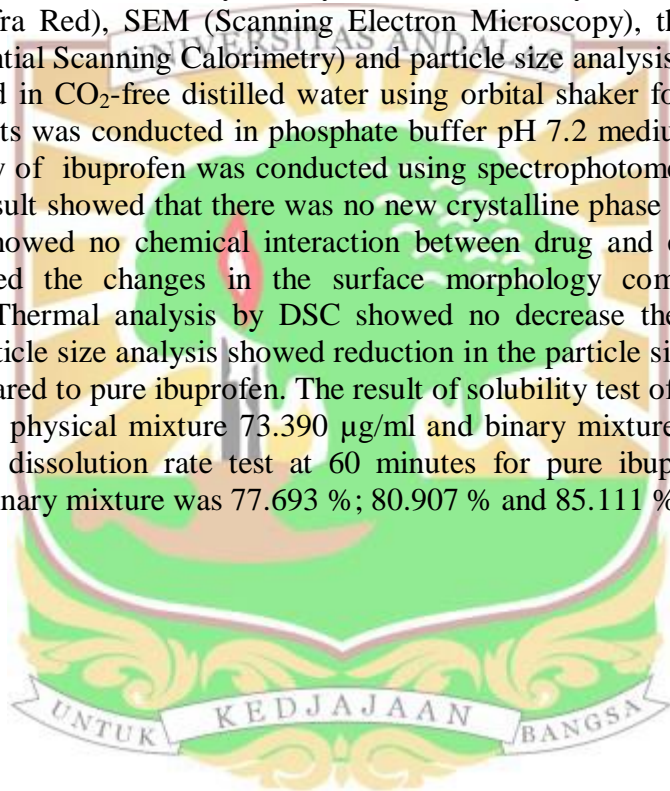 fra Red), SEM (Scanning Electron Microscopy), th
UNIVERSITAS ANDALAS
ntial Scanning Calorimetry) and particle size analysis
d in CO₂-free distilled water using orbital shaker fo
ts was conducted in phosphate buffer pH 7.2 mediu
y of ibuprofen was conducted using spectrophotome
sult showed that there was no new crystalline phase
howed no chemical interaction between drug and
ed the changes in the surface morphology com
Thermal analysis by DSC showed no decrease the
ticle size analysis showed reduction in the particle si
ared to pure ibuprofen. The result of solubility test of
physical mixture 73.390 µg/ml and binary mixture
dissolution rate test at 60 minutes for pure ibup
nary mixture was 77.693 %; 80.907 % and 85.111 %
UNTUK KEDJAJAAN BANGSA